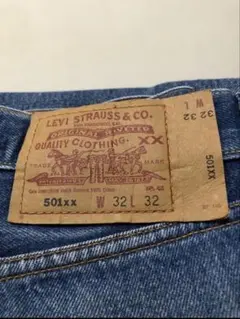 LEVI STRAUSS & CO.
ORIGINAL RIVETED
QUALITY CLOTHING.
XX
TRADE MARK
501xx W 32 L 32
W L
32 32
501xx